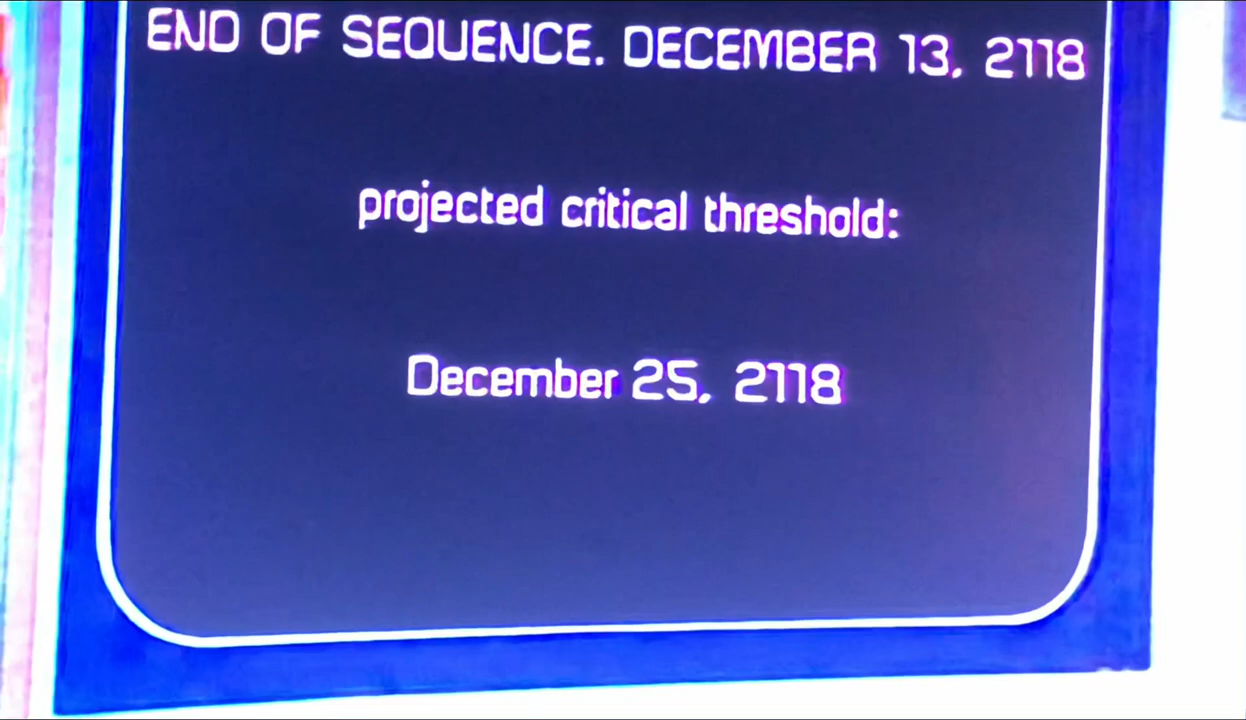 END OF SEQUENCE. DECEMBER 13, 2118
projected critical threshold:
December 25, 2118